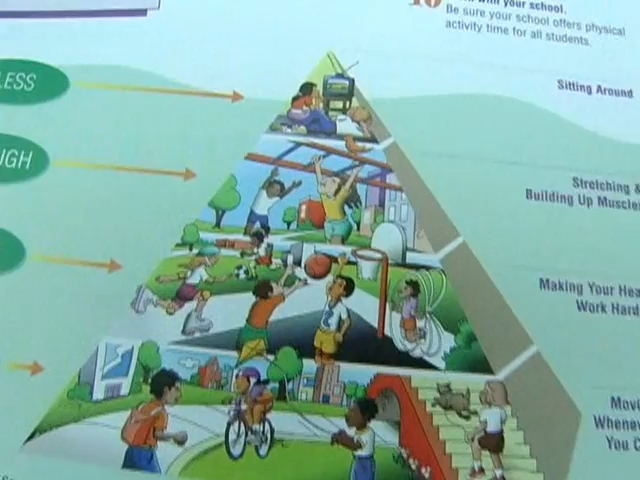 with your school.
Be sure your school offers physical
activity time for all students.
LESS
Sitting Around
UGH
Stretching &
Building Up Muscles
Making Your Hea
Work Hard
Movi
Whenev
You C